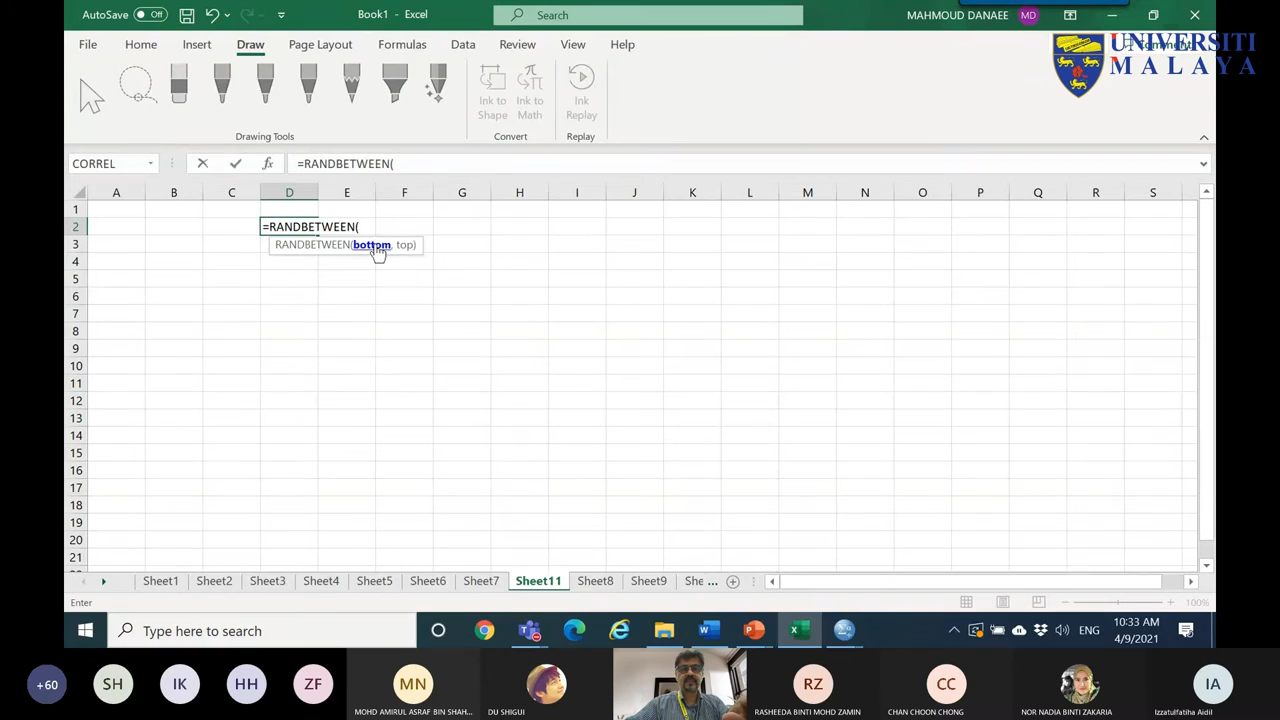 AutoSave Off
Book1 - Excel
Search
MAHMOUD DANAEE MD
UNIVERSITI
MALAYA
File Home Insert Draw Page Layout Formulas Data Review View Help
Ink to Shape
Ink to Math
Ink Replay
Drawing Tools
Convert
Replay
CORREL
fx
=RANDBETWEEN(
A B C D E F G H I J K L M N O P Q R S
1
2
=RANDBETWEEN(
3
RANDBETWEEN(bottom, top)
4
5
6
7
8
9
10
11
12
13
14
15
16
17
18
19
20
21
Sheet1 Sheet2 Sheet3 Sheet4 Sheet5 Sheet6 Sheet7 Sheet11 Sheet8 Sheet9 She ...
Enter
100%
Type here to search
ENG
10:33 AM
4/9/2021
+60 SH IK HH ZF MN RZ CC IA
MOHD AMIRUL ASRAF BIN SHAH...
DU SHIGUI
RASHEEDA BINTI MOHD ZAMIN
CHAN CHOON CHONG
NOR NADIA BINTI ZAKARIA
Izzatulfatiha Aidil